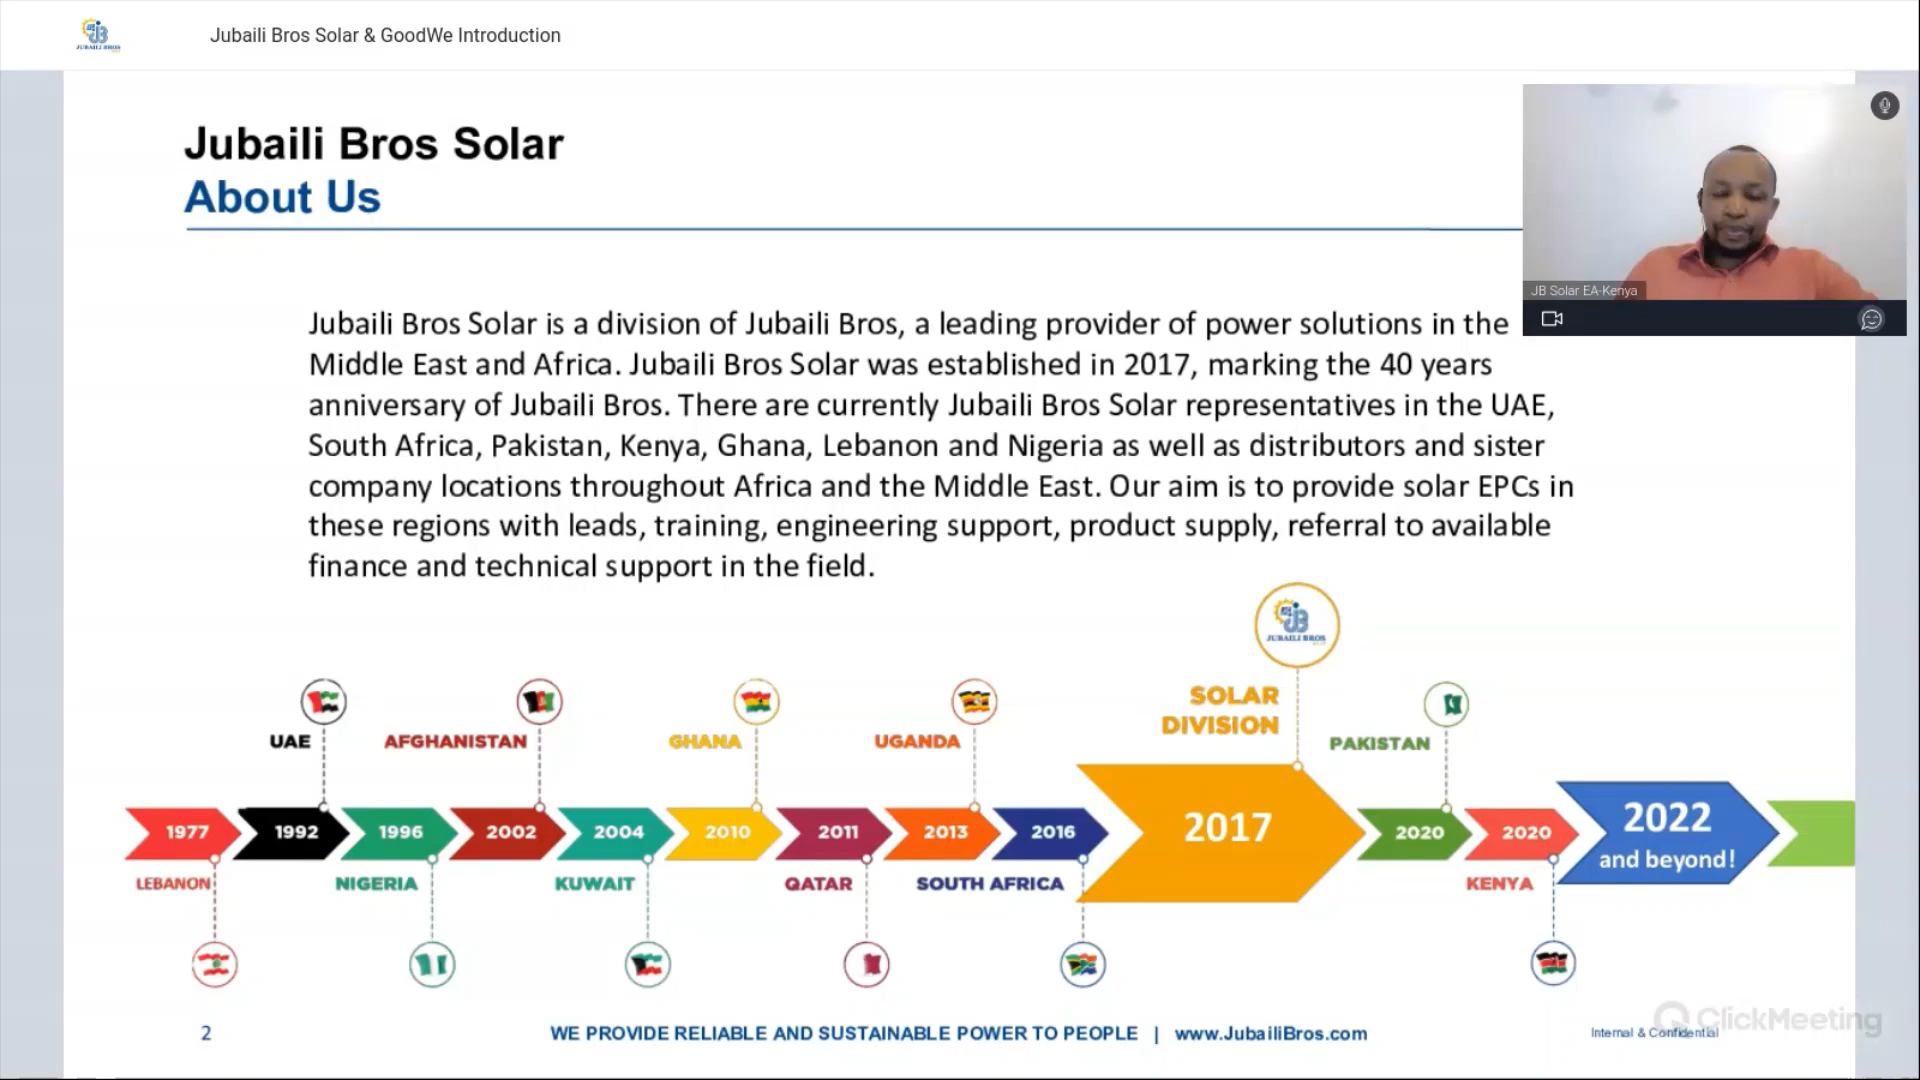 JUBAILI BROS
Jubaili Bros Solar & GoodWe Introduction
Jubaili Bros Solar
About Us
JB Solar EA-Kenya
Jubaili Bros Solar is a division of Jubaili Bros, a leading provider of power solutions in the
Middle East and Africa. Jubaili Bros Solar was established in 2017, marking the 40 years
anniversary of Jubaili Bros. There are currently Jubaili Bros Solar representatives in the UAE,
South Africa, Pakistan, Kenya, Ghana, Lebanon and Nigeria as well as distributors and sister
company locations throughout Africa and the Middle East. Our aim is to provide solar EPCs in
these regions with leads, training, engineering support, product supply, referral to available
finance and technical support in the field.
JUBAILI BROS
SOLAR
DIVISION
UAE
AFGHANISTAN
GHANA
UGANDA
PAKISTAN
1977
1992
1996
2002
2004
2010
2011
2013
2016
2017
2020
2020
2022
and beyond!
LEBANON
NIGERIA
KUWAIT
QATAR
SOUTH AFRICA
KENYA
2
WE PROVIDE RELIABLE AND SUSTAINABLE POWER TO PEOPLE | www.JubailiBros.com
Internal & Confidential
ClickMeeting